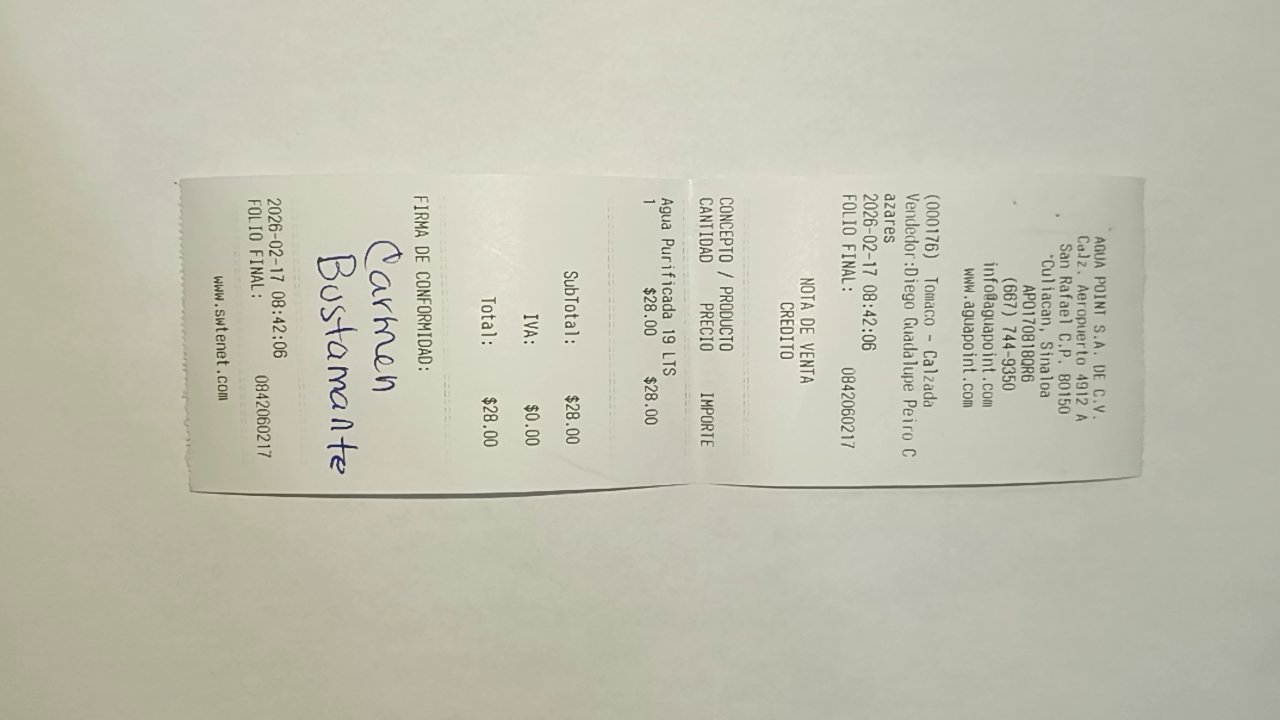 AGUA POINT S.A. DE C.V.
Calz. Aeropuerto 4912 A
San Rafael C.P. 80150
Culiacan, Sinaloa
APO170818QR6
(667) 744-9350
info@aguapoint.com
www.aguapoint.com
(000176) Tomaco - Calzada
Vendedor:Diego Guadalupe Peiro C
azares
2026-02-17 08:42:06
FOLIO FINAL: 0842060217
NOTA DE VENTA
CREDITO
CONCEPTO / PRODUCTO
CANTIDAD PRECIO IMPORTE
Agua Purificada 19 LTS
1 $28.00 $28.00
SubTotal: $28.00
IVA: $0.00
Total: $28.00
FIRMA DE CONFORMIDAD:
Carmen
Bustamante
2026-02-17 08:42:06
FOLIO FINAL: 0842060217
www.swtenet.com